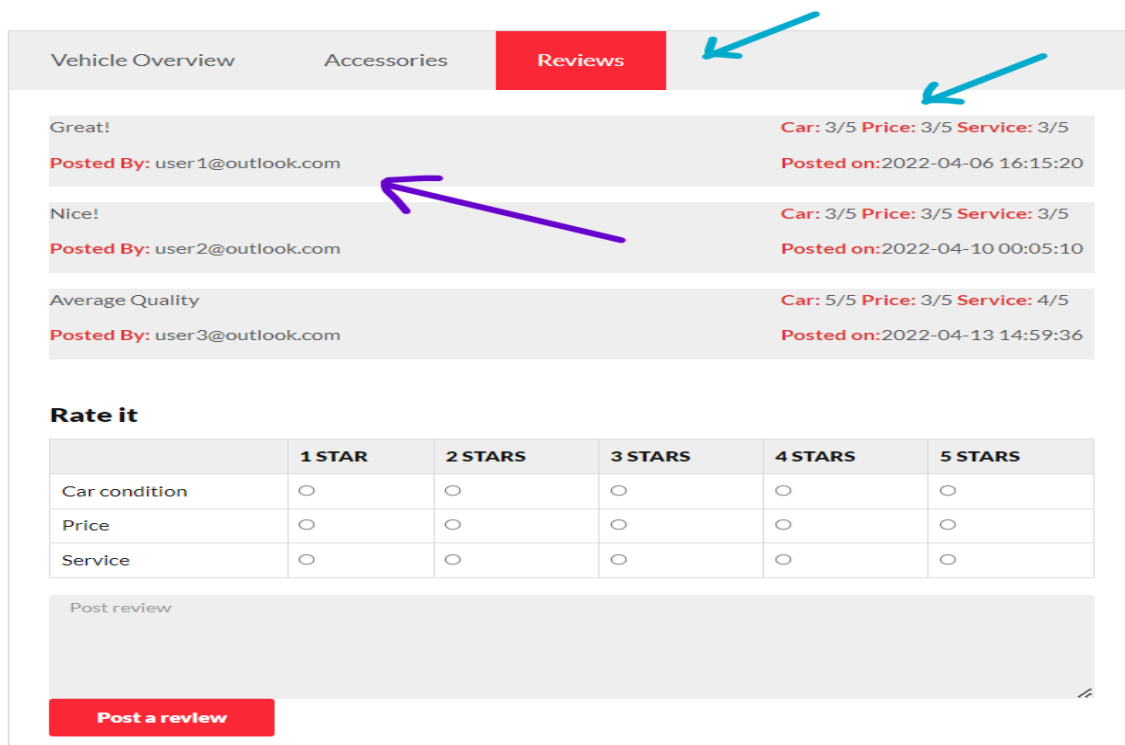 Vehicle Overview Accessories Reviews
Great! Car: 3/5 Price: 3/5 Service: 3/5
Posted By: user1@outlook.com Posted on:2022-04-06 16:15:20
Nice! Car: 3/5 Price: 3/5 Service: 3/5
Posted By: user2@outlook.com Posted on:2022-04-10 00:05:10
Average Quality Car: 5/5 Price: 3/5 Service: 4/5
Posted By: user3@outlook.com Posted on:2022-04-13 14:59:36
Rate it
1 STAR 2 STARS 3 STARS 4 STARS 5 STARS
Car condition
Price
Service
Post review
Post a review